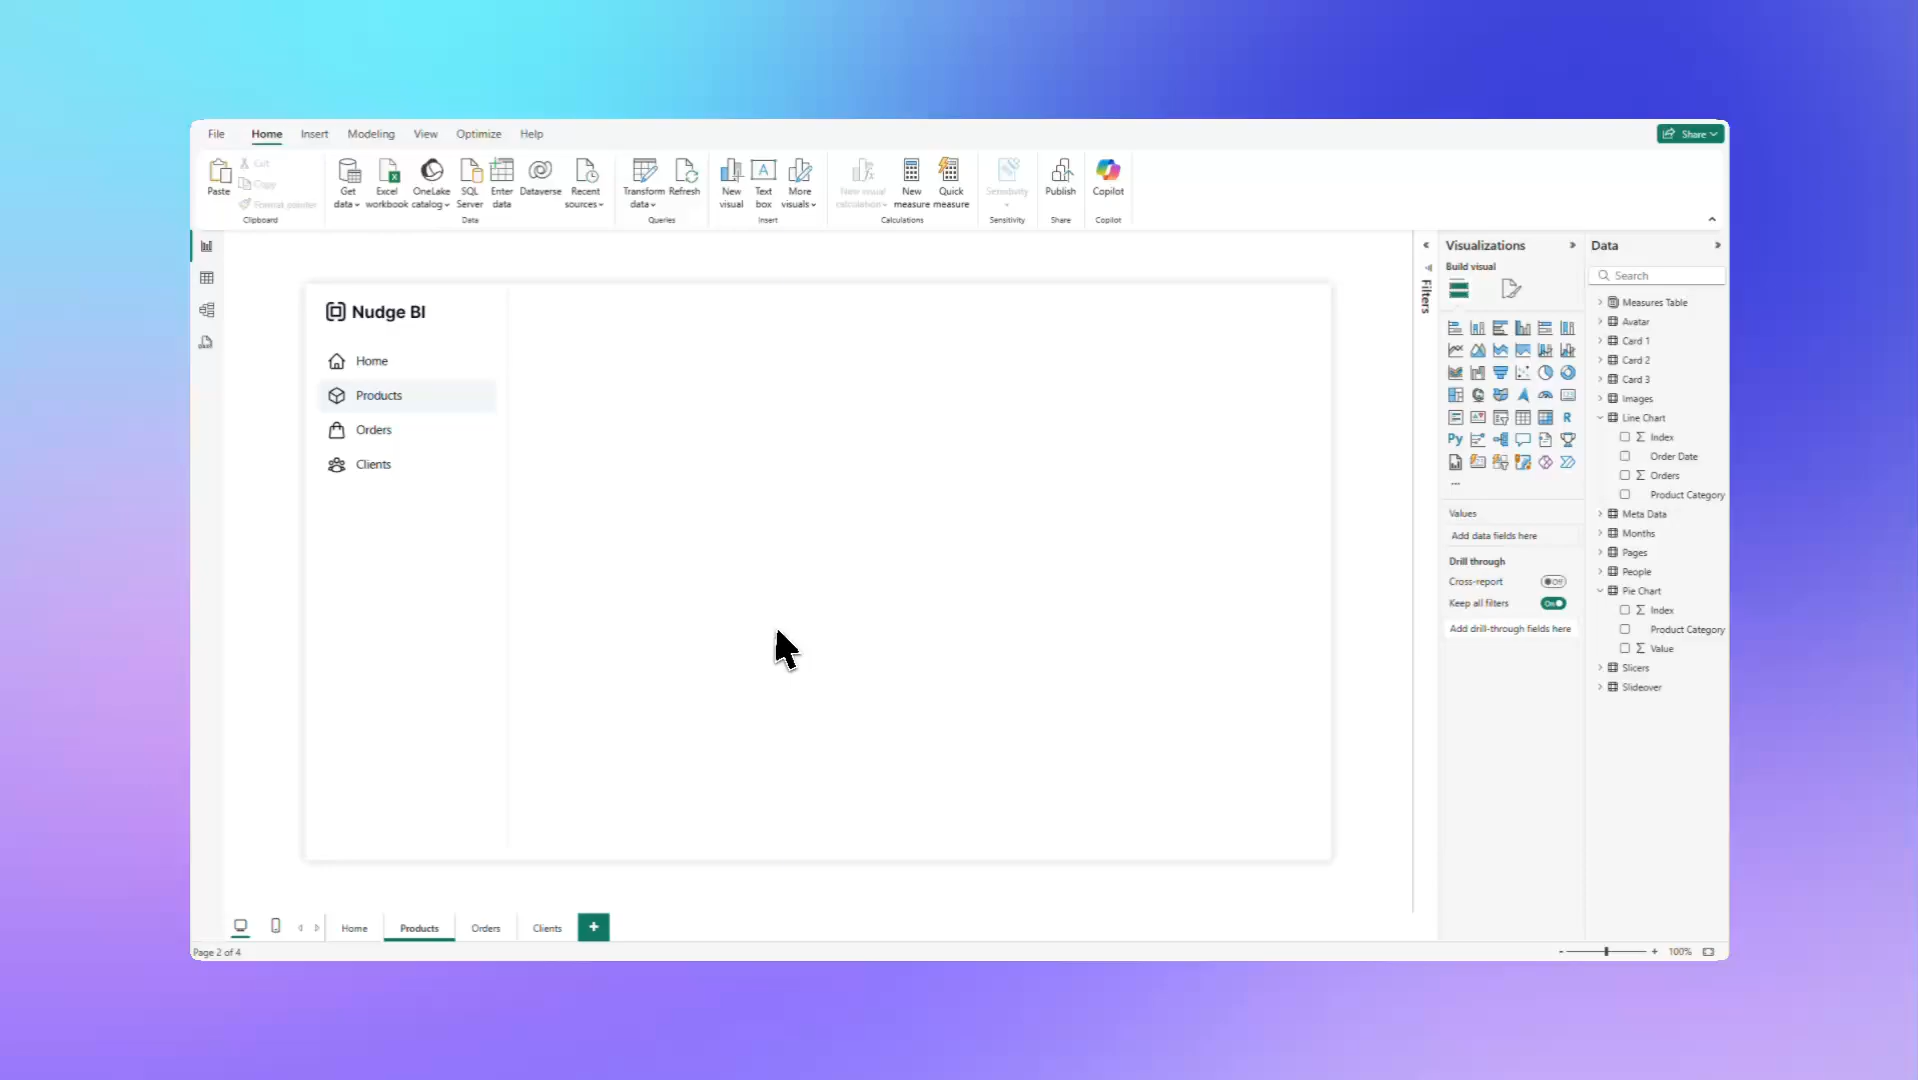 File Home Insert Modeling View Optimize Help
Share
Paste
Cut
Copy
Format painter
Clipboard
Get data
Excel workbook
OneLake catalog
SQL Server
Enter data
Dataverse
Recent sources
Data
Transform data
Refresh
Queries
New visual
Text box
More visuals
Insert
New visual calculation
New measure
Quick measure
Calculations
Sensitivity
Sensitivity
Publish
Share
Copilot
Copilot
Nudge BI
Home
Products
Orders
Clients
Filters
Visualizations
Build visual
Values
Add data fields here
Drill through
Cross-report
Off
Keep all filters
On
Add drill-through fields here
Data
Search
Measures Table
Avatar
Card 1
Card 2
Card 3
Images
Line Chart
Index
Order Date
Orders
Product Category
Meta Data
Months
Pages
People
Pie Chart
Index
Product Category
Value
Slicers
Slideover
Home Products Orders Clients +
Page 2 of 4
- + 100%